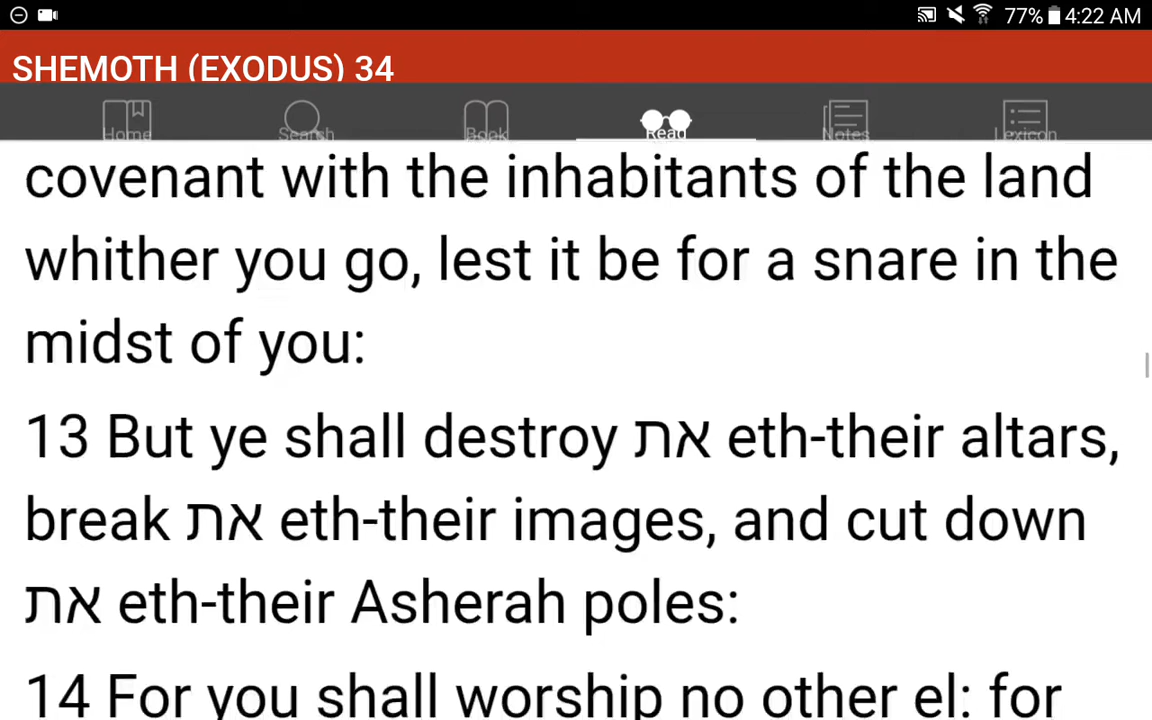 77% 4:22 AM
SHEMOTH (EXODUS) 34
Home Search Book Read Notes Lexicon
covenant with the inhabitants of the land
whither you go, lest it be for a snare in the
midst of you:
13 But ye shall destroy את eth-their altars,
break את eth-their images, and cut down
את eth-their Asherah poles:
14 For you shall worship no other el: for